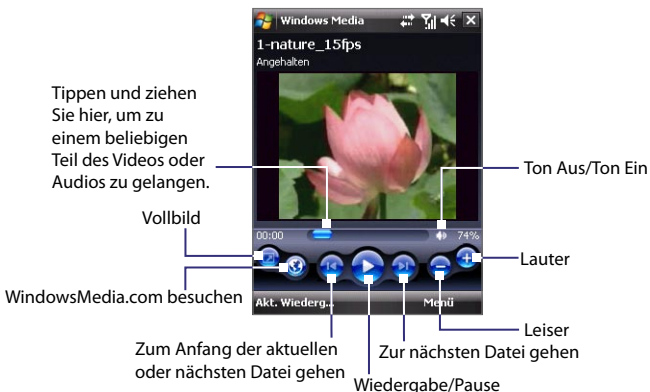 Windows Media
1-nature_15fps
Angehalten
Tippen und ziehen
Sie hier, um zu
einem beliebigen
Teil des Videos oder
Audios zu gelangen.
Ton Aus/Ton Ein
Vollbild
00:00
74%
Lauter
WindowsMedia.com besuchen
Akt. Wiederg...
Menü
Leiser
Zum Anfang der aktuellen
oder nächsten Datei gehen
Zur nächsten Datei gehen
Wiedergabe/Pause